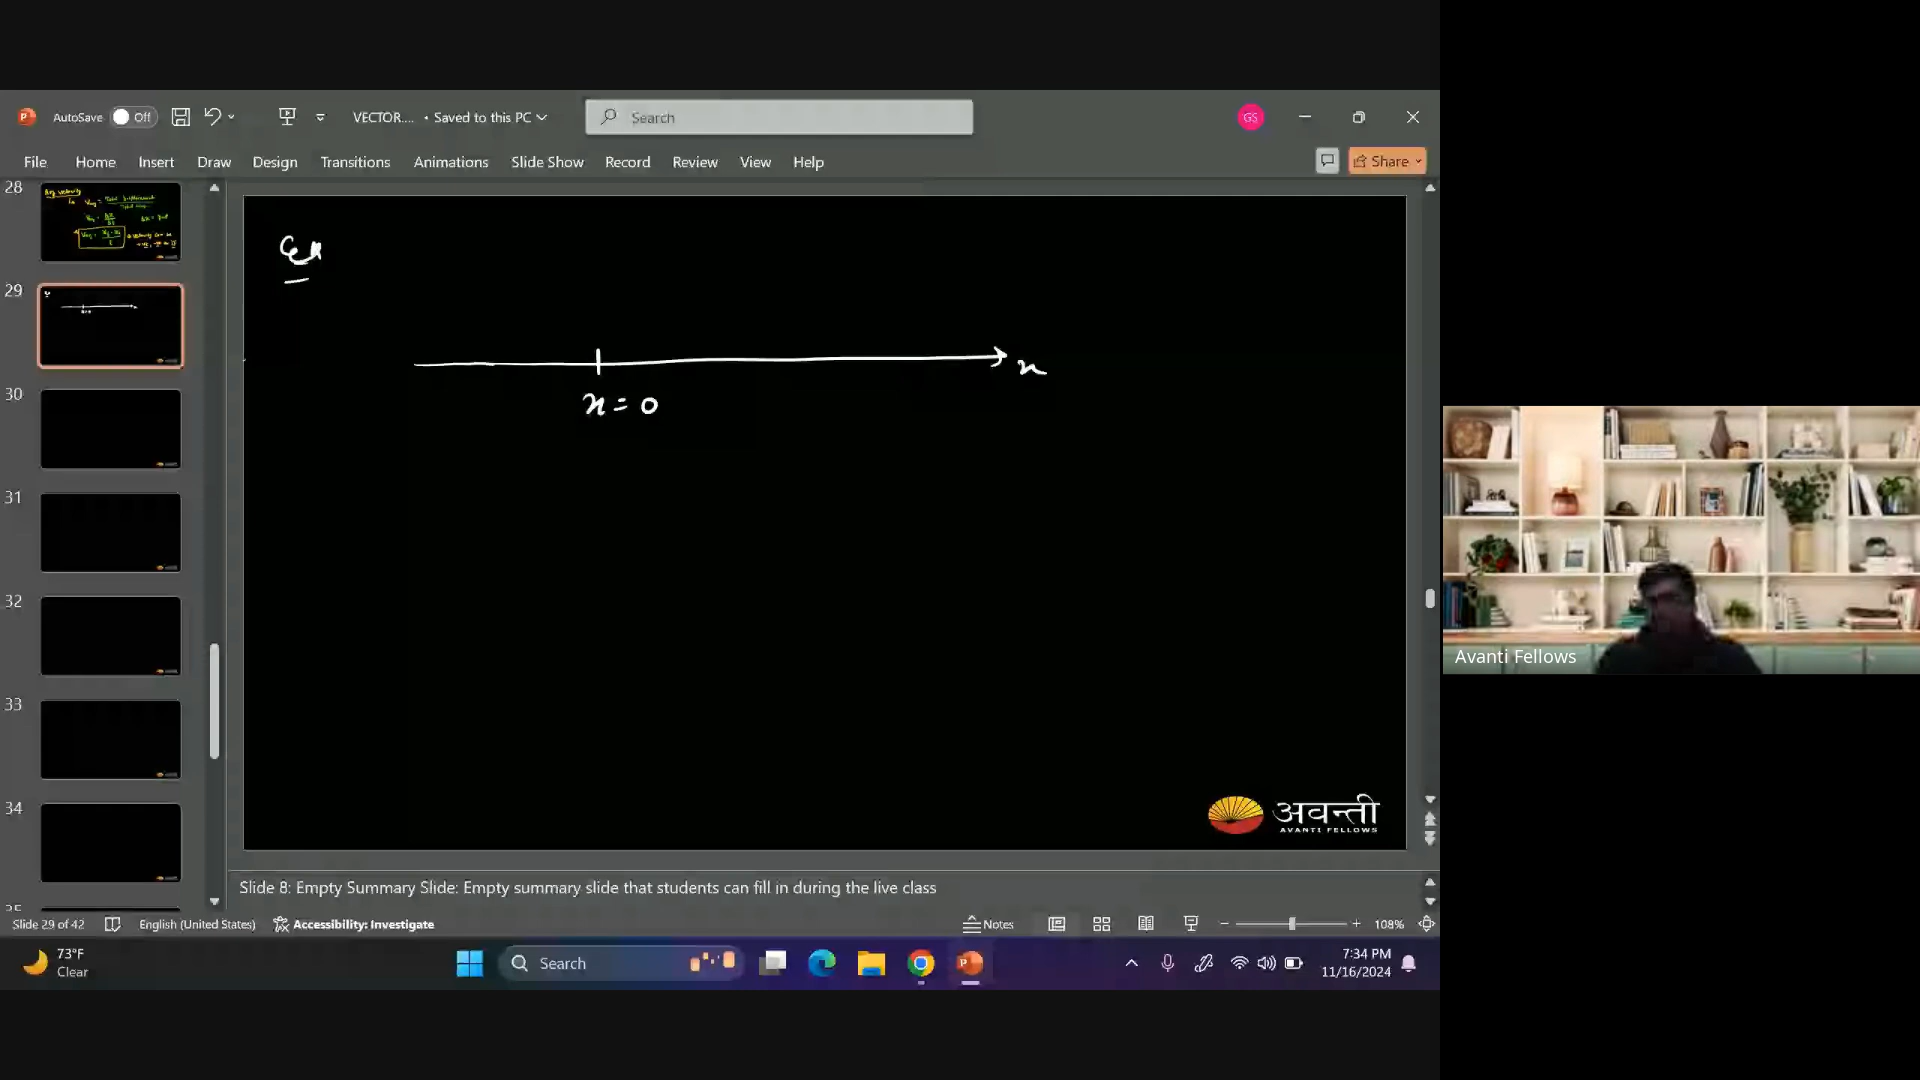 AutoSave Off VECTOR.... • Saved to this PC Search GS
File Home Insert Draw Design Transitions Animations Slide Show Record Review View Help Share
28
29
30
31
32
33
34
Ex
x
x = 0
अवन्ती
AVANTI FELLOWS
Avanti Fellows
Slide 8: Empty Summary Slide: Empty summary slide that students can fill in during the live class
Slide 29 of 42 English (United States) Accessibility: Investigate Notes 108%
73°F
Clear
Search
7:34 PM
11/16/2024